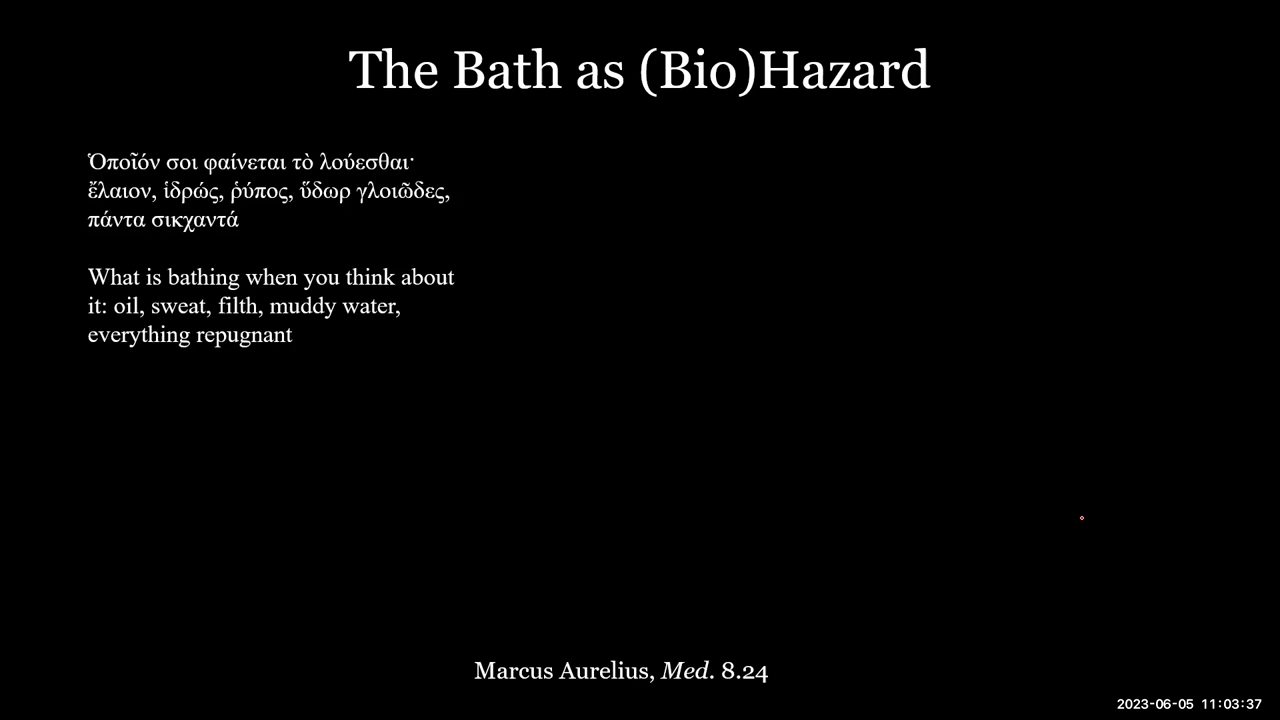 The Bath as (Bio)Hazard
Ὁποῖόν σοι φαίνεται τὸ λούεσθαι·
ἔλαιον, ἱδρώς, ῥύπος, ὕδωρ γλοιῶδες,
πάντα σικχαντά
What is bathing when you think about
it: oil, sweat, filth, muddy water,
everything repugnant
Marcus Aurelius, Med. 8.24
2023-06-05 11:03:37